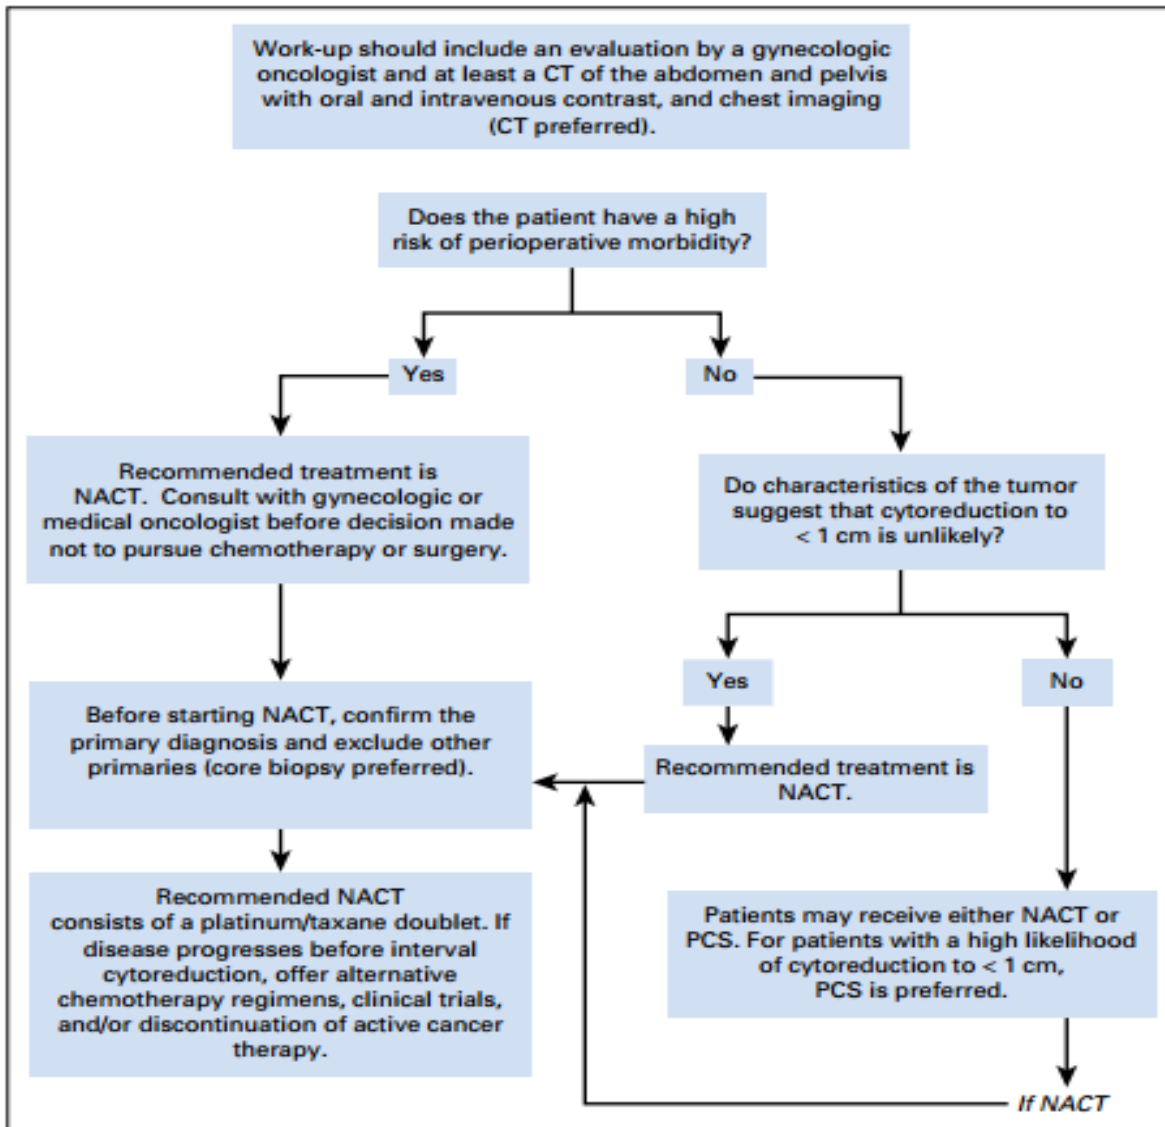 Work-up should include an evaluation by a gynecologic
oncologist and at least a CT of the abdomen and pelvis
with oral and intravenous contrast, and chest imaging
(CT preferred).
Does the patient have a high
risk of perioperative morbidity?
Yes
No
Recommended treatment is
NACT. Consult with gynecologic or
medical oncologist before decision made
not to pursue chemotherapy or surgery.
Do characteristics of the tumor
suggest that cytoreduction to
< 1 cm is unlikely?
Yes
No
Before starting NACT, confirm the
primary diagnosis and exclude other
primaries (core biopsy preferred).
Recommended treatment is
NACT.
Recommended NACT
consists of a platinum/taxane doublet. If
disease progresses before interval
cytoreduction, offer alternative
chemotherapy regimens, clinical trials,
and/or discontinuation of active cancer
therapy.
Patients may receive either NACT or
PCS. For patients with a high likelihood
of cytoreduction to < 1 cm,
PCS is preferred.
If NACT